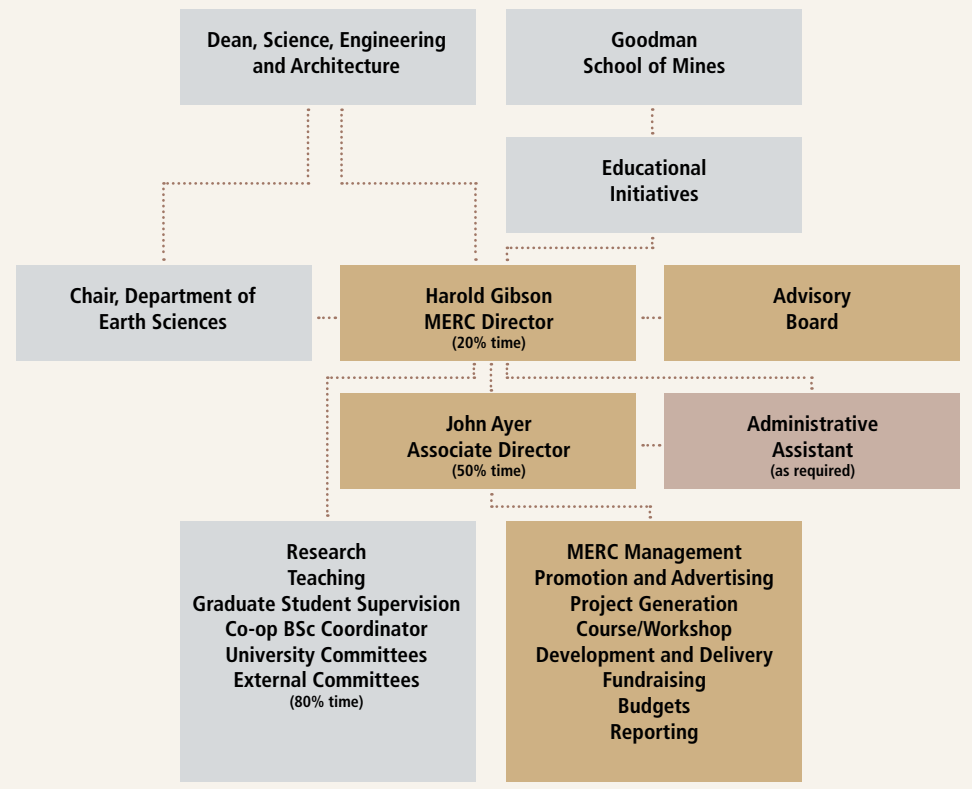 Dean, Science, Engineering
and Architecture
Goodman
School of Mines
Educational
Initiatives
Chair, Department of
Earth Sciences
Harold Gibson
MERC Director
(20% time)
Advisory
Board
John Ayer
Associate Director
(50% time)
Administrative
Assistant
(as required)
Research
Teaching
Graduate Student Supervision
Co-op BSc Coordinator
University Committees
External Committees
(80% time)
MERC Management
Promotion and Advertising
Project Generation
Course/Workshop
Development and Delivery
Fundraising
Budgets
Reporting